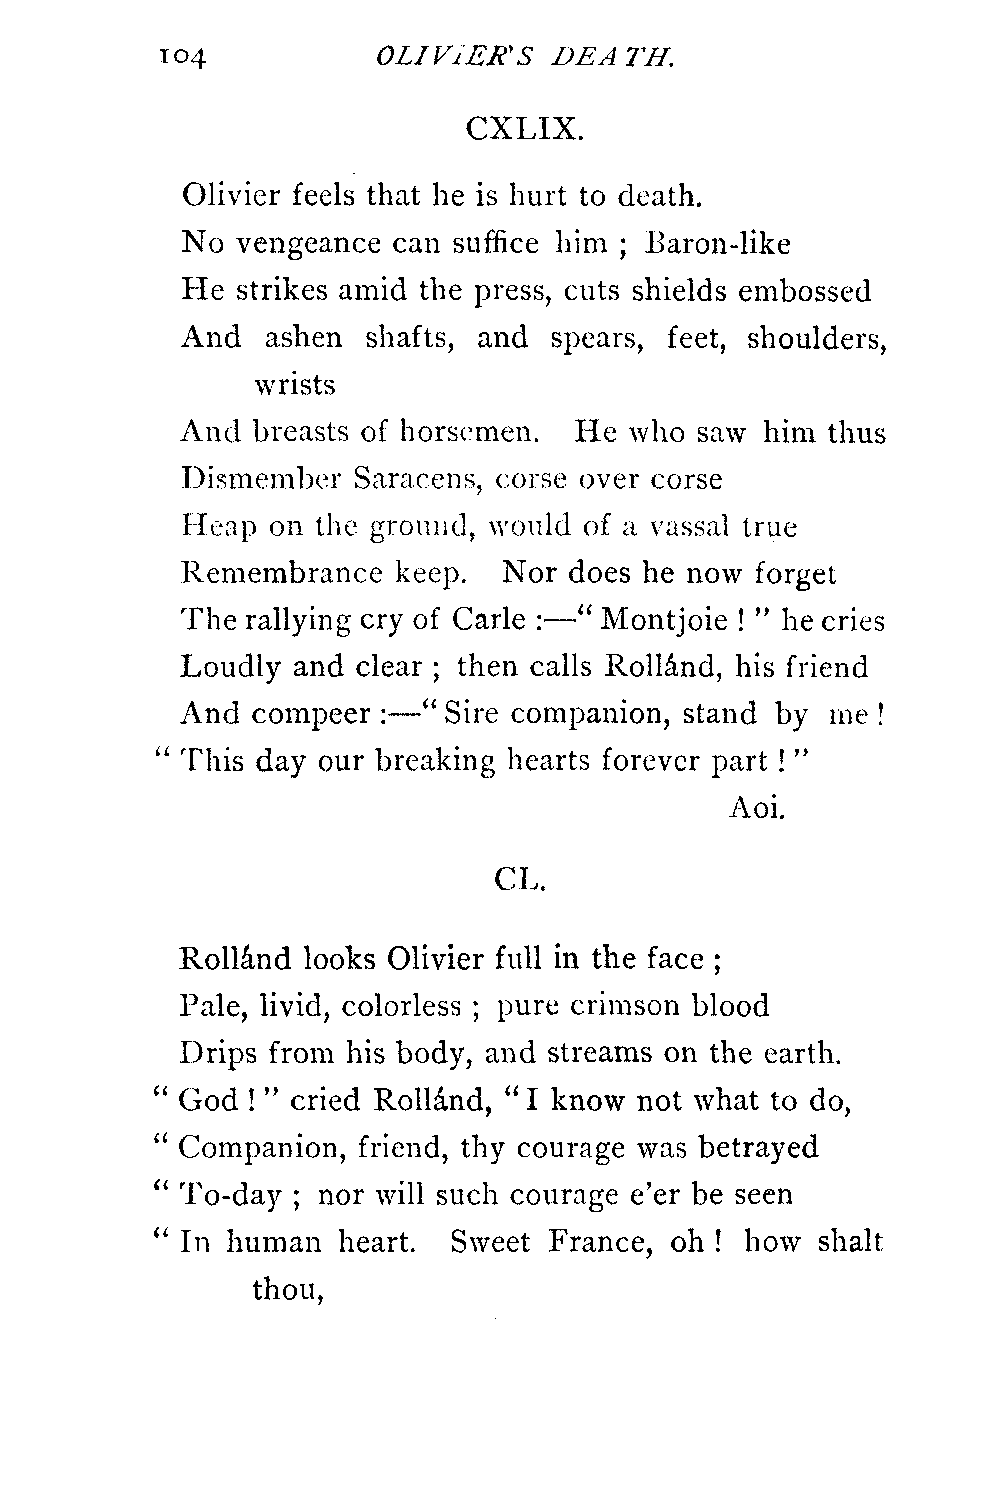 104 OLIVIER'S DEATH.
CXLIX.
Olivier feels that he is hurt to death.
No vengeance can suffice him ; Baron-like
He strikes amid the press, cuts shields embossed
And ashen shafts, and spears, feet, shoulders,
wrists
And breasts of horsemen. He who saw him thus
Dismember Saracens, corse over corse
Heap on the ground, would of a vassal true
Remembrance keep. Nor does he now forget
The rallying cry of Carle :—“ Montjoie ! ” he cries
Loudly and clear ; then calls Rollánd, his friend
And compeer :—“ Sire companion, stand by me !
“ This day our breaking hearts forever part ! ”
Aoi.
CL.
Rollánd looks Olivier full in the face ;
Pale, livid, colorless ; pure crimson blood
Drips from his body, and streams on the earth.
“ God ! ” cried Rollánd, “ I know not what to do,
“ Companion, friend, thy courage was betrayed
“ To-day ; nor will such courage e'er be seen
“ In human heart. Sweet France, oh ! how shalt
thou,